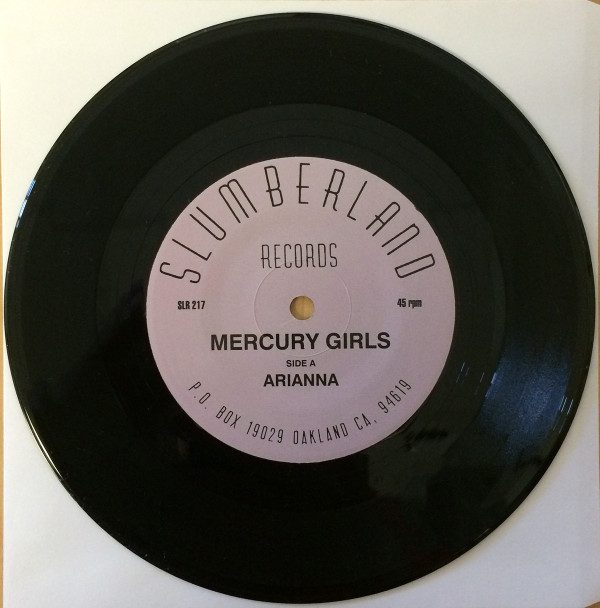 SLUMBERLAND
RECORDS
SLR 217
45 rpm
MERCURY GIRLS
SIDE A
ARIANNA
P.O. BOX 19029 OAKLAND CA, 94619